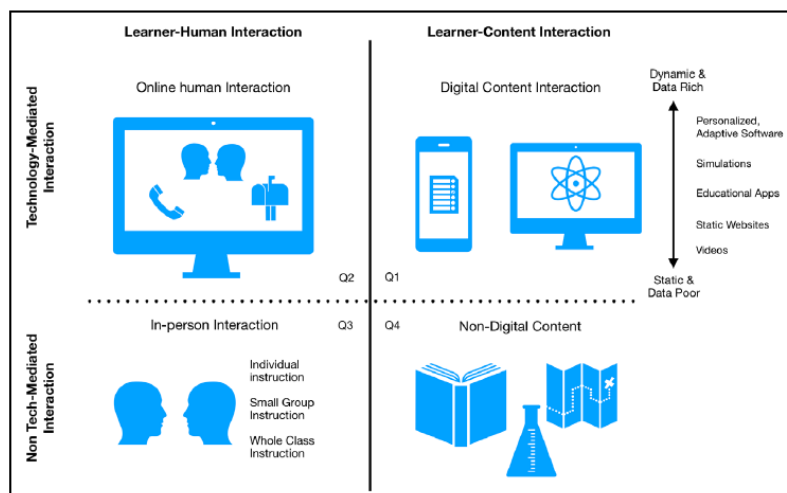 Learner-Human Interaction
Learner-Content Interaction
Technology-Mediated
Interaction
Online human Interaction
Digital Content Interaction
Dynamic &
Data Rich
Personalized,
Adaptive Software
Simulations
Educational Apps
Static Websites
Videos
Static &
Data Poor
Q2
Q1
Non Tech-Mediated
Interaction
In-person Interaction
Q3
Q4
Non-Digital Content
Individual
instruction
Small Group
Instruction
Whole Class
Instruction